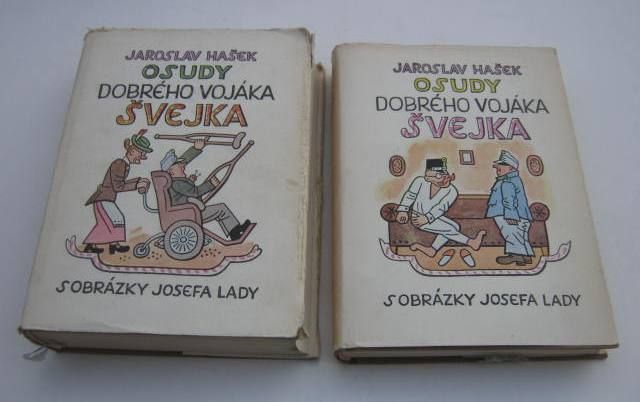 JAROSLAV HAŠEK
OSUDY
DOBRÉHO VOJÁKA
ŠVEJKA
S OBRÁZKY JOSEFA LADY
JAROSLAV HAŠEK
OSUDY
DOBRÉHO VOJÁKA
ŠVEJKA
S OBRÁZKY JOSEFA LADY